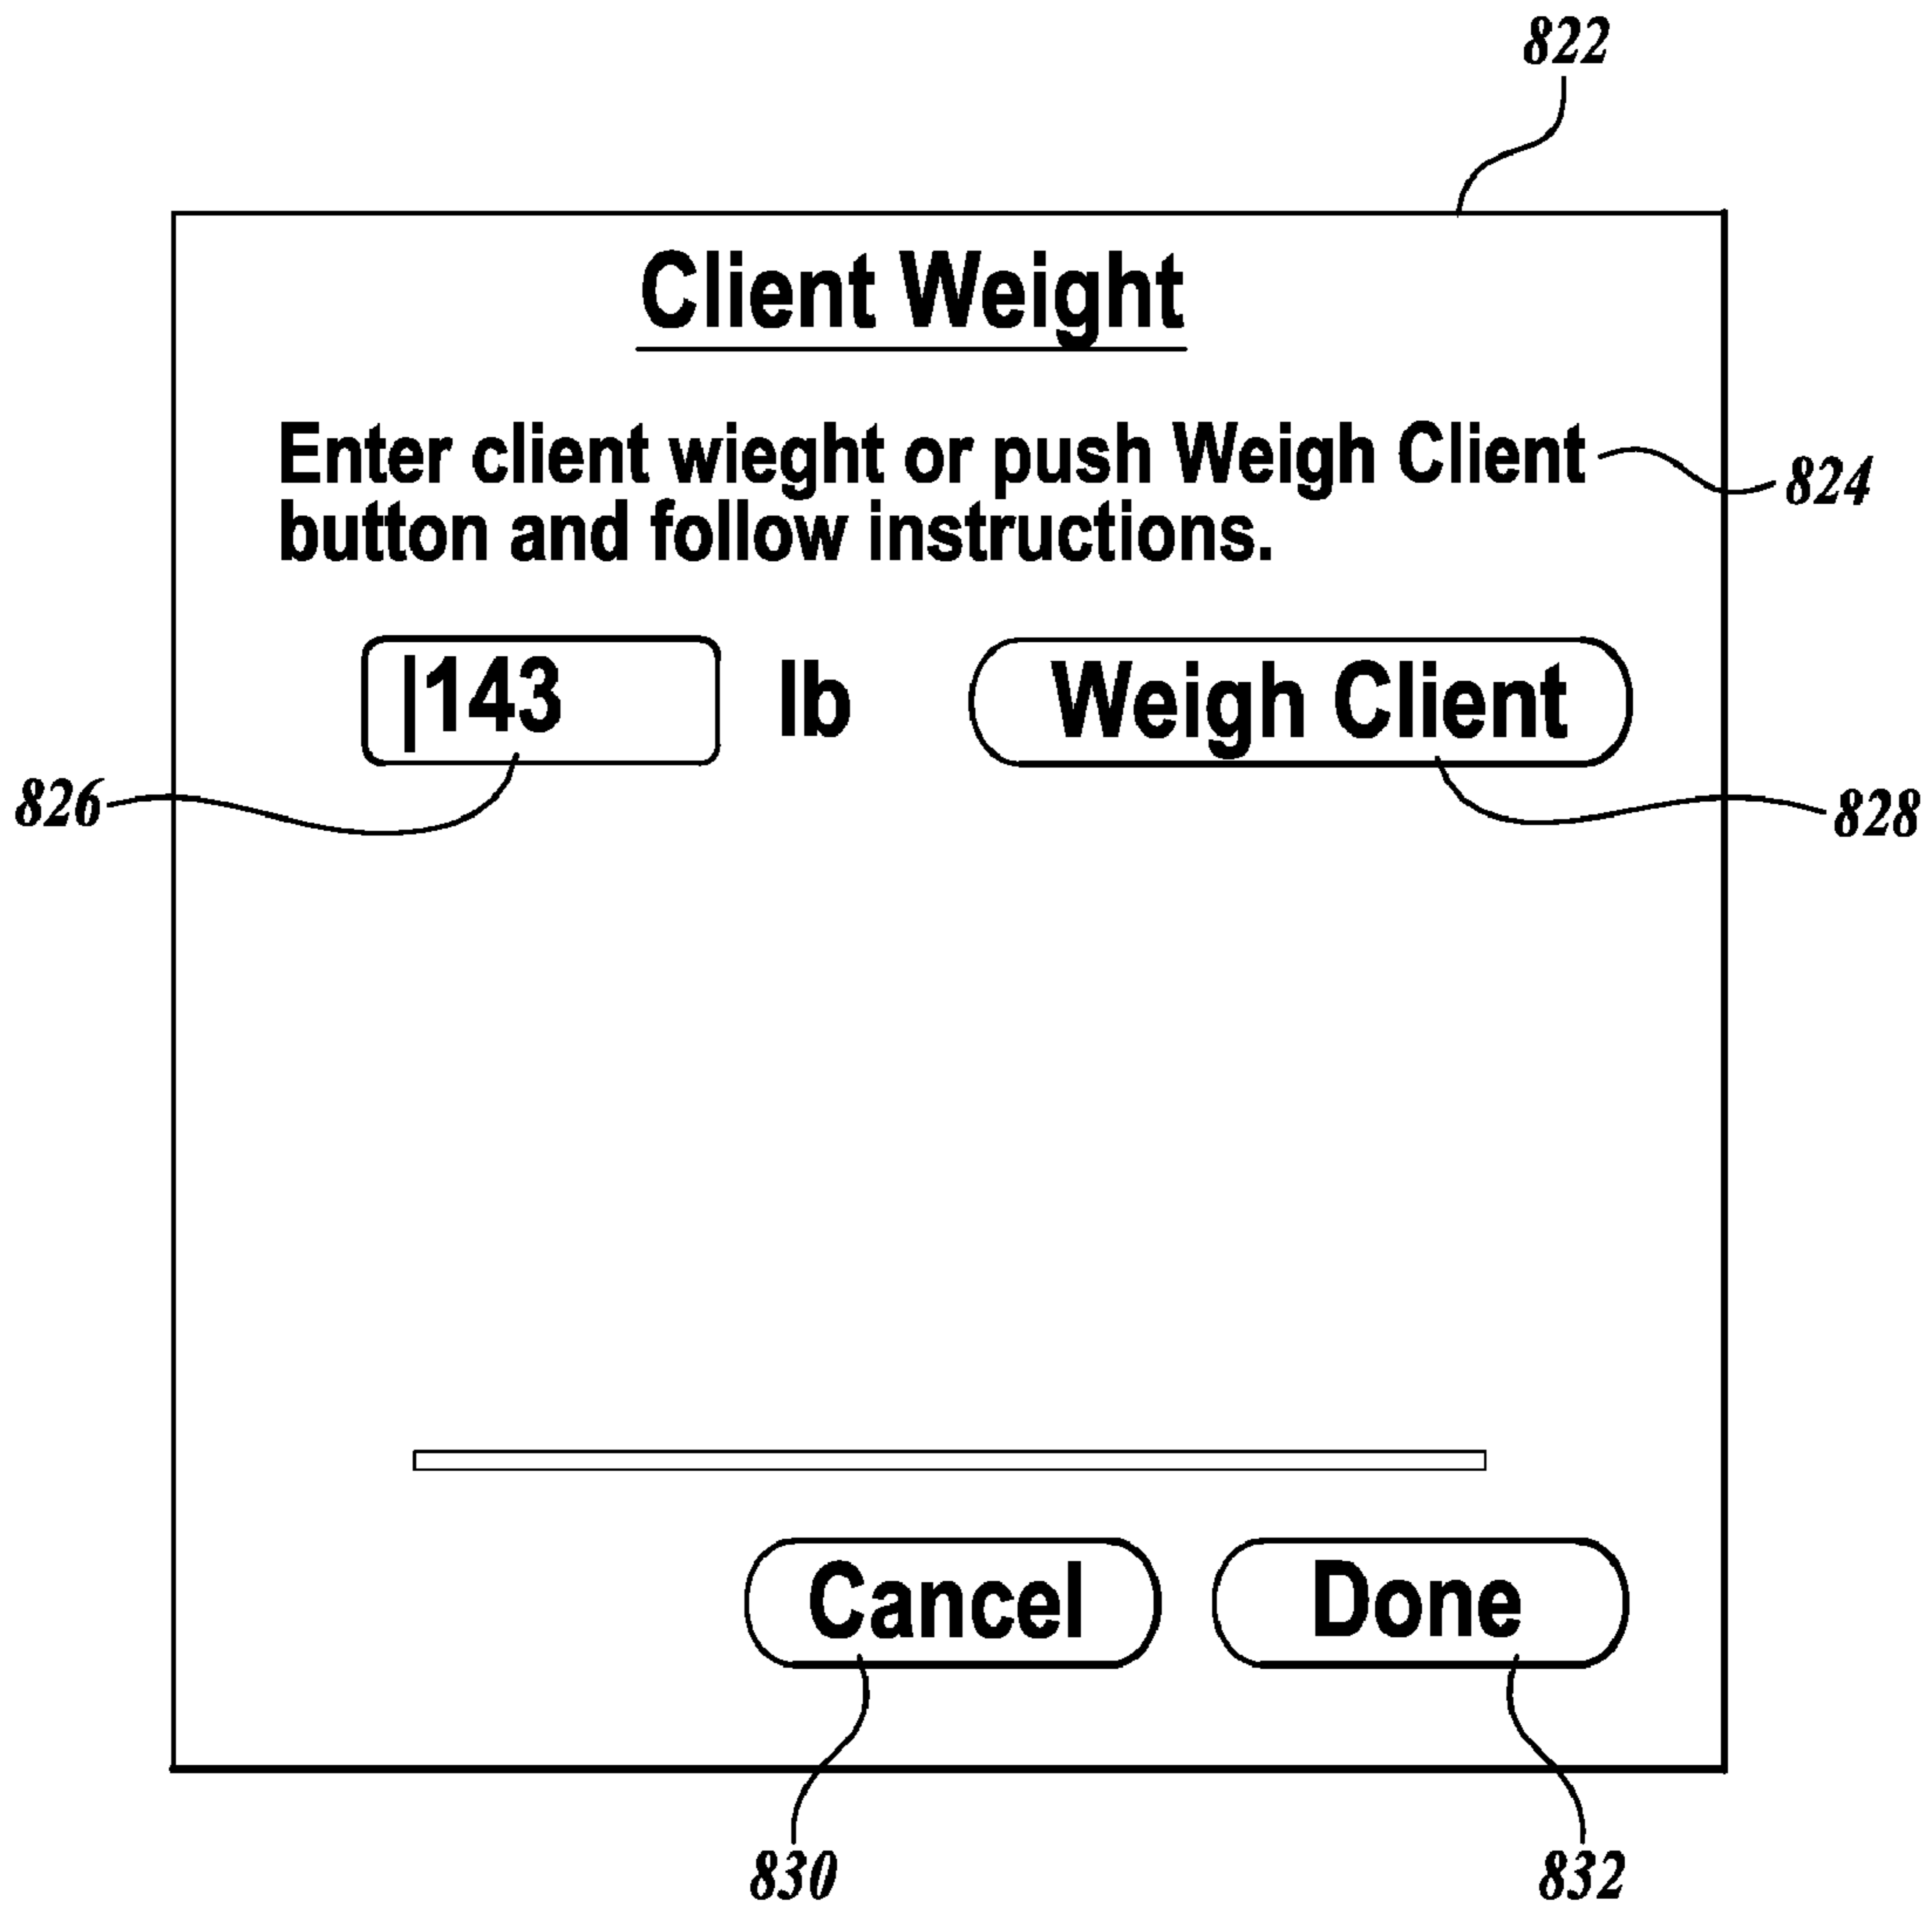 822
Client Weight
Enter client wieght or push Weigh Client
824
button and follow instructions.
|143 lb Weigh Client
826
828
Cancel Done
830 832